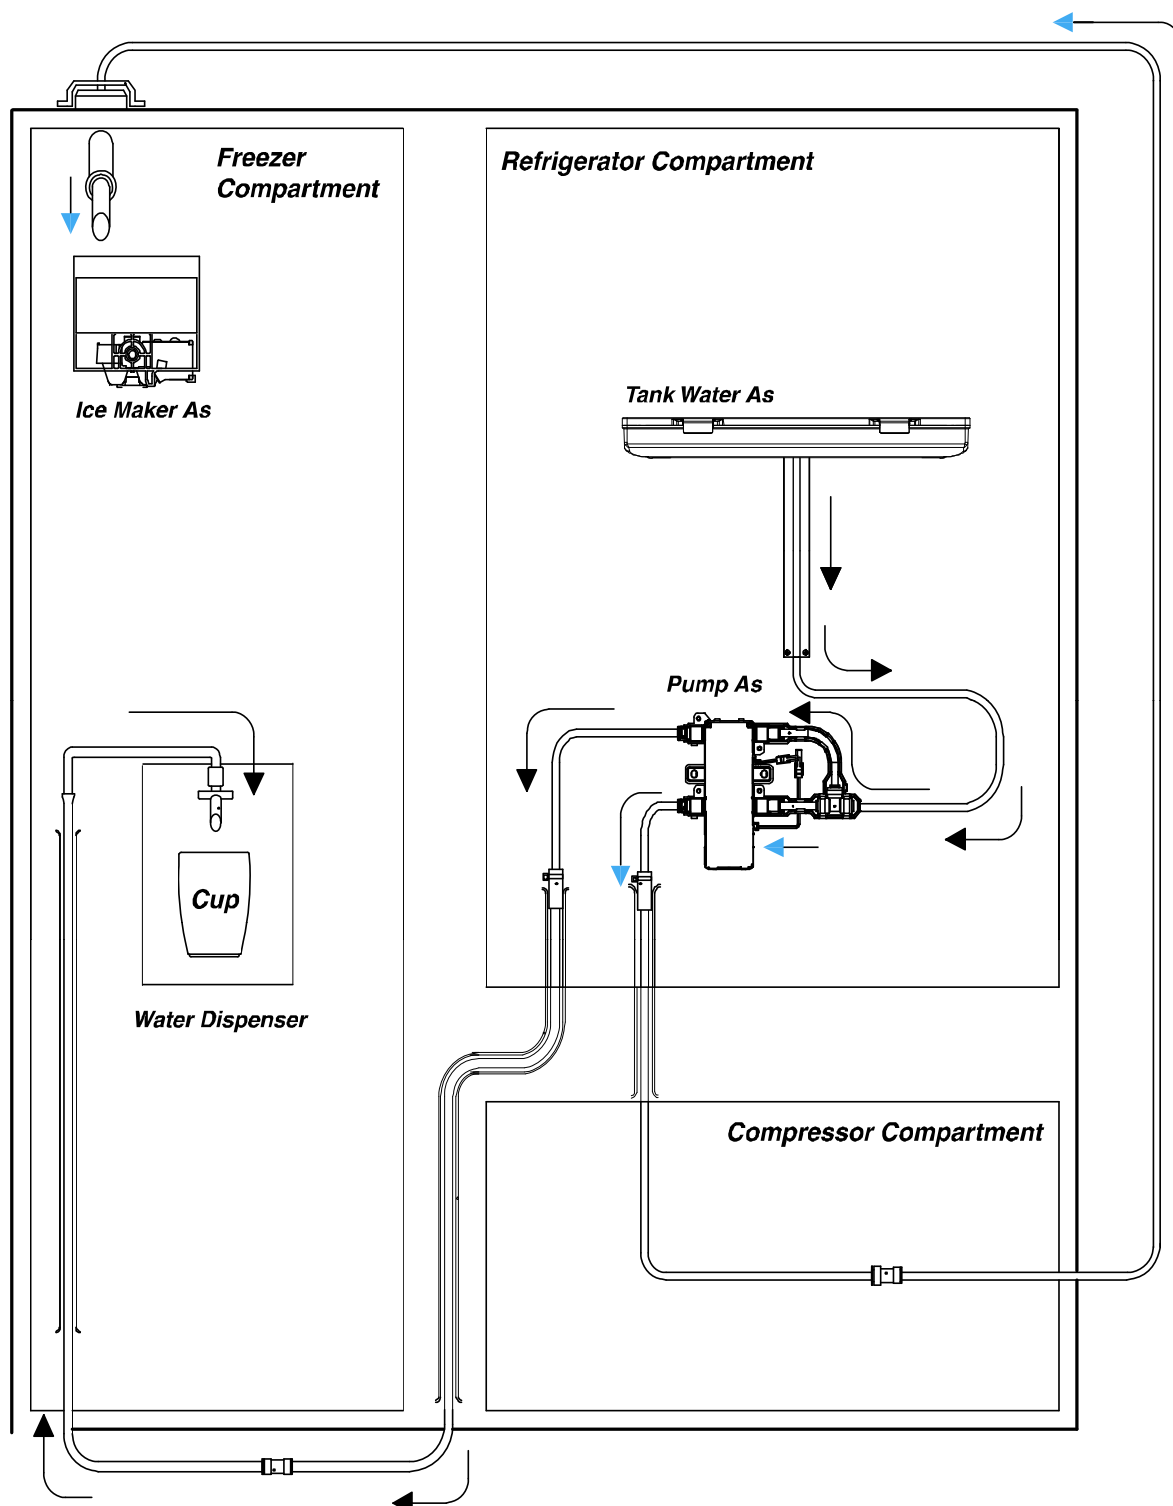 Freezer
Compartment
Refrigerator Compartment
Tank Water As
Ice Maker As
Pump As
Cup
Water Dispenser
Compressor Compartment